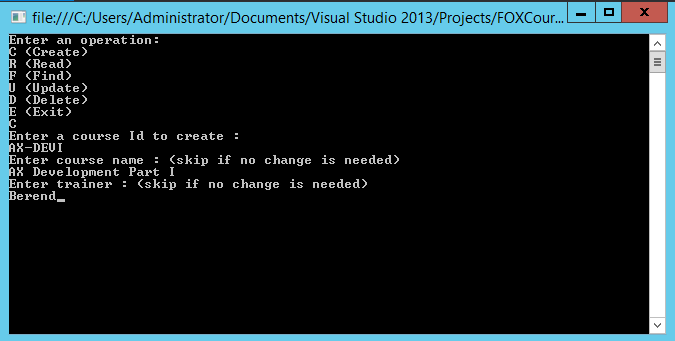 file:///C:/Users/Administrator/Documents/Visual Studio 2013/Projects/FOXCour...
Enter an operation:
C (Create)
R (Read)
F (Find)
U (Update)
D (Delete)
E (Exit)
C
Enter a course Id to create :
AX-DEVI
Enter course name : (skip if no change is needed)
AX Development Part I
Enter trainer : (skip if no change is needed)
Berend_